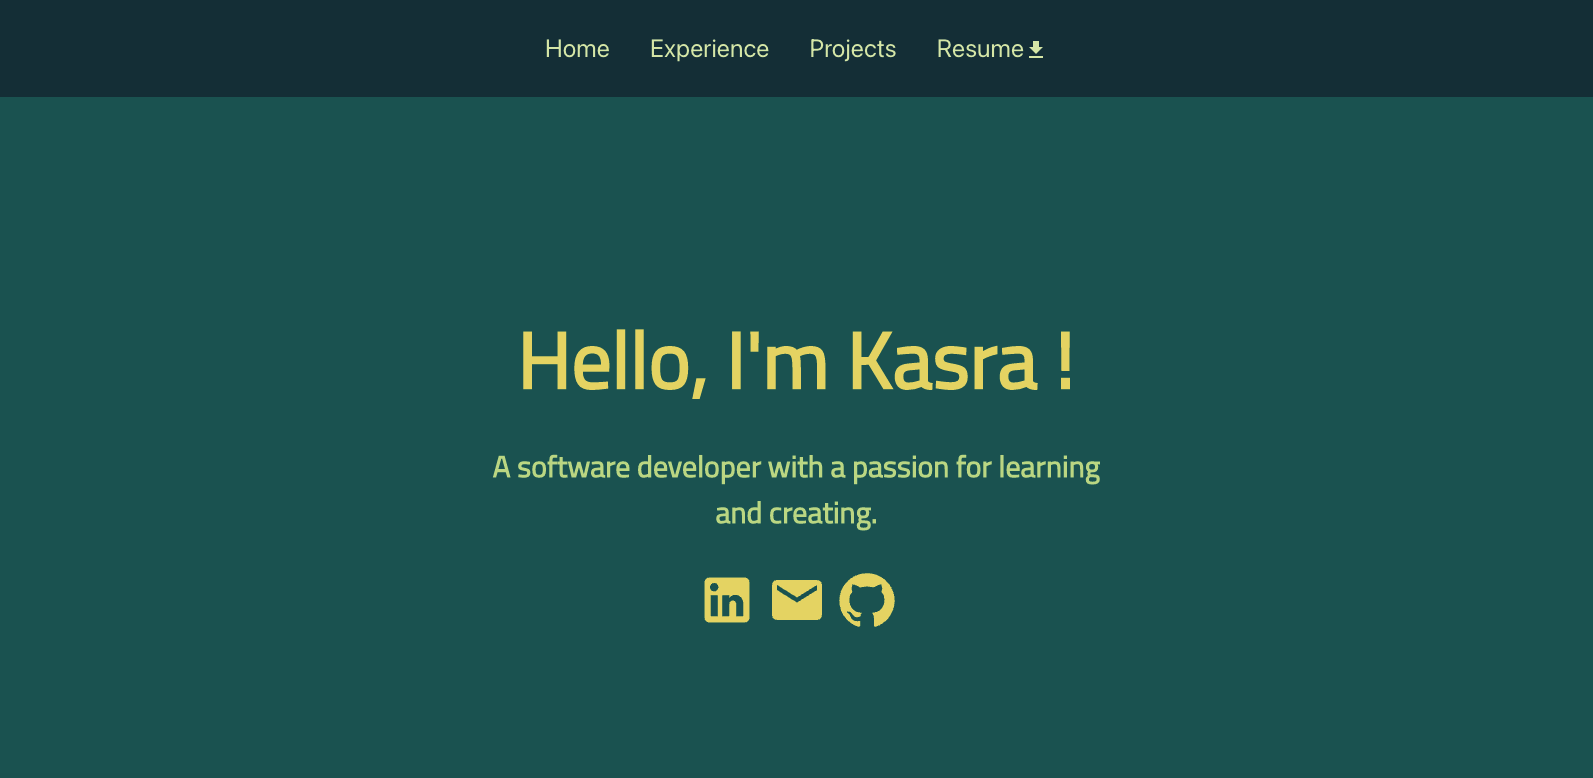 Home Experience Projects Resume
Hello, I'm Kasra !
A software developer with a passion for learning
and creating.
in